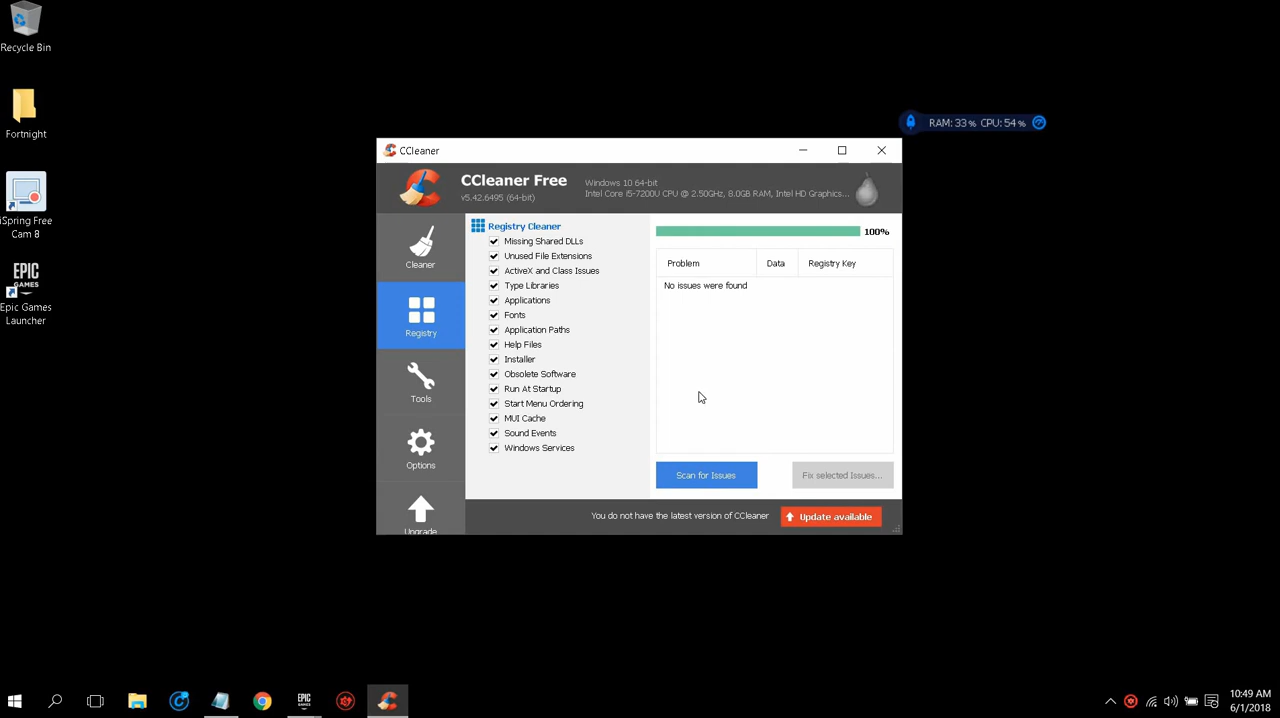 Recycle Bin
Fortnight
iSpring Free
Cam 8
EPIC
GAMES
Epic Games
Launcher
RAM: 33% CPU: 54%
CCleaner
CCleaner Free
v5.42.6495 (64-bit)
Windows 10 64-bit
Intel Core i5-7200U CPU @ 2.50GHz, 8.0GB RAM, Intel HD Graphics...
Cleaner
Registry
Tools
Options
Upgrade
Registry Cleaner
Missing Shared DLLs
Unused File Extensions
ActiveX and Class Issues
Type Libraries
Applications
Fonts
Application Paths
Help Files
Installer
Obsolete Software
Run At Startup
Start Menu Ordering
MUI Cache
Sound Events
Windows Services
100%
Problem Data Registry Key
No issues were found
Scan for Issues Fix selected Issues...
You do not have the latest version of CCleaner Update available
EPIC
GAMES
10:49 AM
6/1/2018